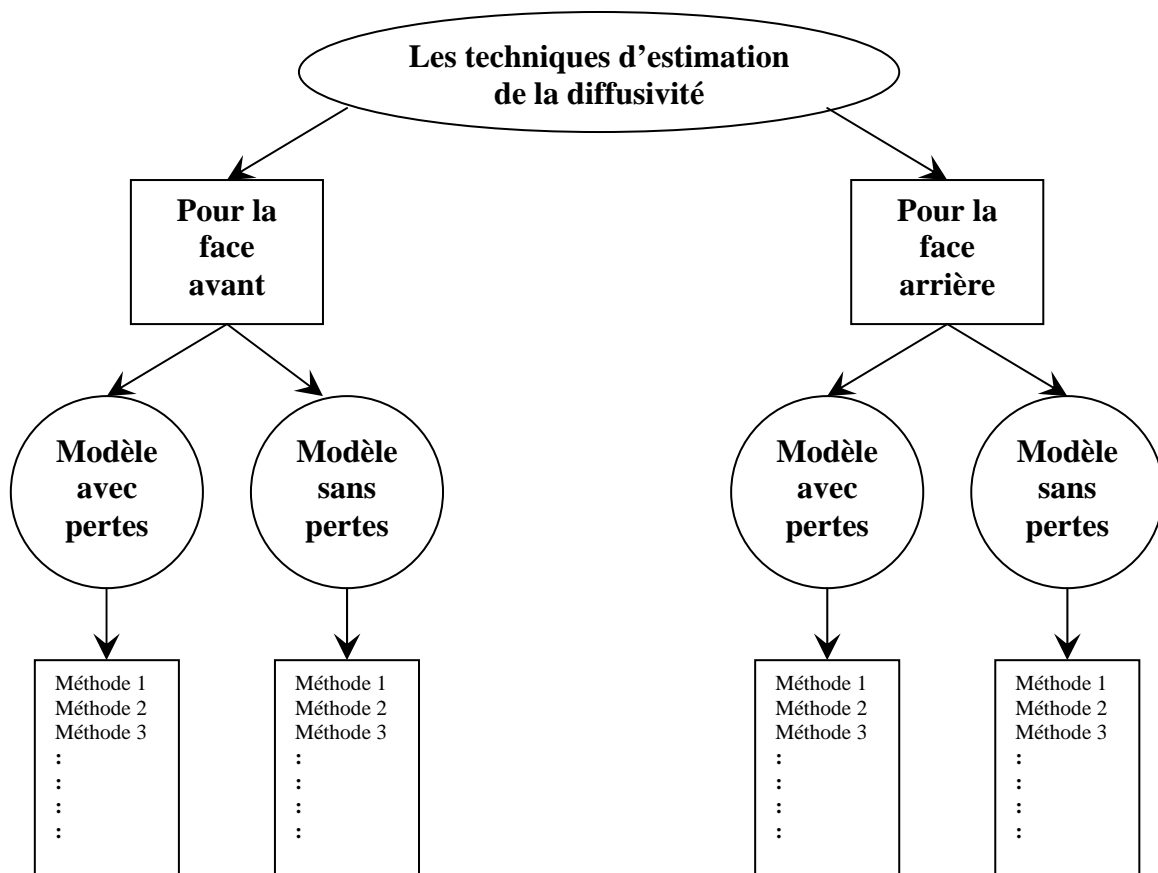 Les techniques d’estimation
de la diffusivité
Pour la
face
avant
Pour la
face
arrière
Modèle
avec
pertes
Modèle
sans
pertes
Modèle
avec
pertes
Modèle
sans
pertes
Méthode 1
Méthode 2
Méthode 3
:
:
:
:
Méthode 1
Méthode 2
Méthode 3
:
:
:
:
Méthode 1
Méthode 2
Méthode 3
:
:
:
:
Méthode 1
Méthode 2
Méthode 3
:
:
:
: